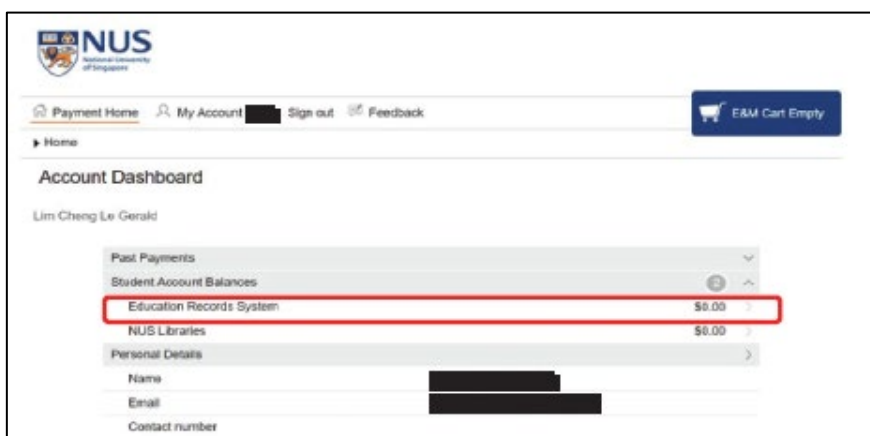 NUS
National University
of Singapore
Payment Home My Account Sign out Feedback
E&M Cart Empty
Home
Account Dashboard
Lim Cheng Le Gerald
Past Payments
Student Account Balances 2
Education Records System $0.00
NUS Libraries $0.00
Personal Details
Name
Email
Contact number